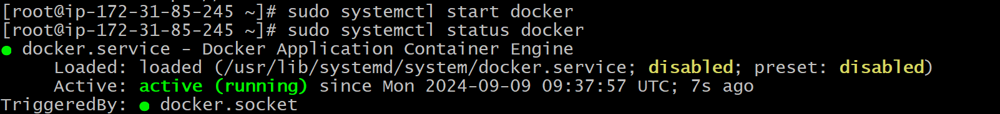 [root@ip-172-31-85-245 ~]# sudo systemctl start docker
[root@ip-172-31-85-245 ~]# sudo systemctl status docker
● docker.service - Docker Application Container Engine
     Loaded: loaded (/usr/lib/systemd/system/docker.service; disabled; preset: disabled)
     Active: active (running) since Mon 2024-09-09 09:37:57 UTC; 7s ago
TriggeredBy: ● docker.socket